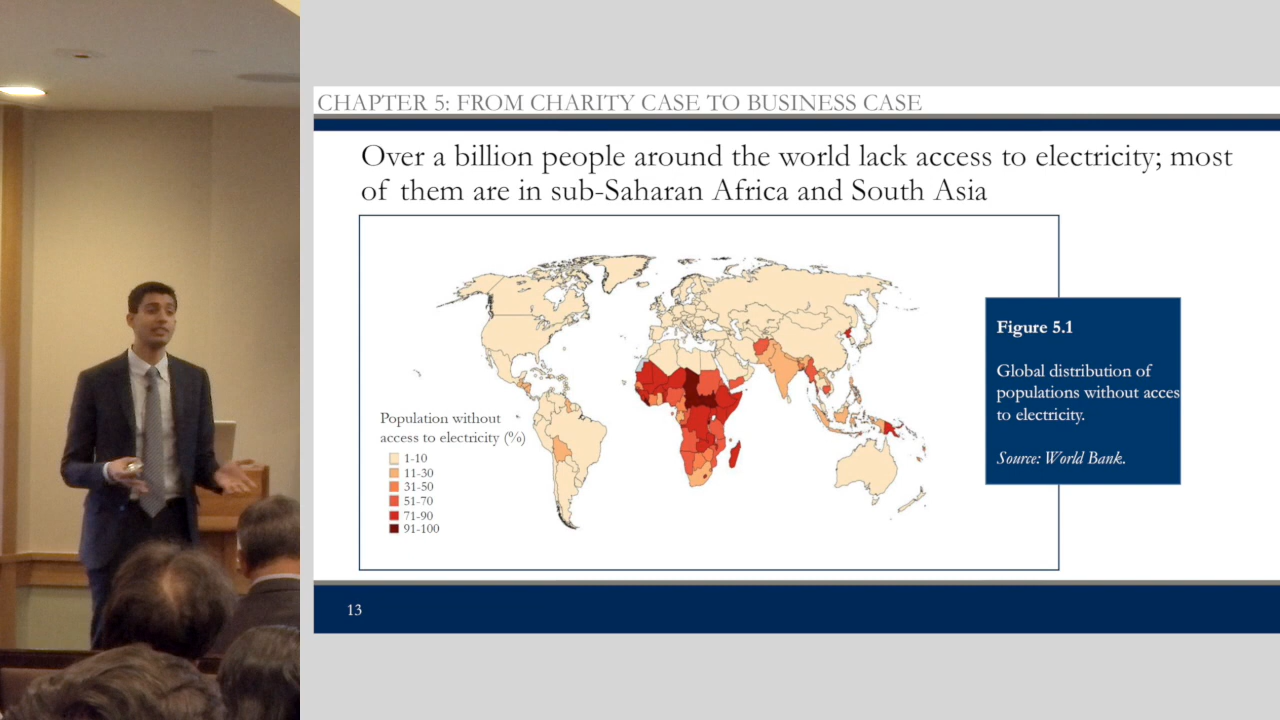 CHAPTER 5: FROM CHARITY CASE TO BUSINESS CASE
Over a billion people around the world lack access to electricity; most
of them are in sub-Saharan Africa and South Asia
Population without
access to electricity (%)
1-10
11-30
31-50
51-70
71-90
91-100
Figure 5.1
Global distribution of
populations without acces
to electricity.
Source: World Bank.
13